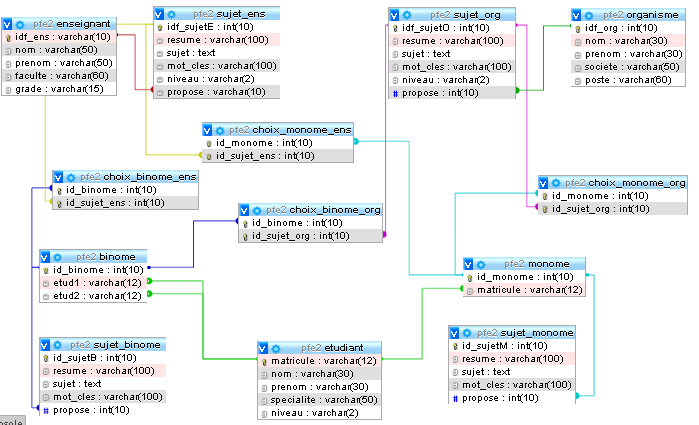 pfe2 enseignant
idf_ens : varchar(10)
nom : varchar(50)
prenom : varchar(50)
faculte : varchar(60)
grade : varchar(15)
pfe2 sujet_ens
idf_sujetE : int(10)
resume : varchar(100)
sujet : text
mot_cles : varchar(100)
niveau : varchar(2)
propose : varchar(10)
pfe2 sujet_org
idf_sujetO : int(10)
resume : varchar(100)
sujet : text
mot_cles : varchar(100)
niveau : varchar(2)
# propose : int(10)
pfe2 organisme
idf_org : int(10)
nom : varchar(30)
prenom : varchar(30)
societe : varchar(50)
poste : varchar(60)
pfe2 choix_monome_ens
id_monome : int(10)
id_sujet_ens : int(10)
pfe2 choix_binome_ens
id_binome : int(10)
id_sujet_ens : int(10)
pfe2 choix_monome_org
id_monome : int(10)
id_sujet_org : int(10)
pfe2 choix_binome_org
id_binome : int(10)
id_sujet_org : int(10)
pfe2 binome
id_binome : int(10)
etud1 : varchar(12)
etud2 : varchar(12)
pfe2 monome
id_monome : int(10)
matricule : varchar(12)
pfe2 sujet_binome
id_sujetB : int(10)
resume : varchar(100)
sujet : text
mot_cles : varchar(100)
# propose : int(10)
pfe2 etudiant
matricule : varchar(12)
nom : varchar(30)
prenom : varchar(30)
specialite : varchar(50)
niveau : varchar(2)
pfe2 sujet_monome
id_sujetM : int(10)
resume : varchar(100)
sujet : text
mot_cles : varchar(100)
# propose : int(10)
nsole